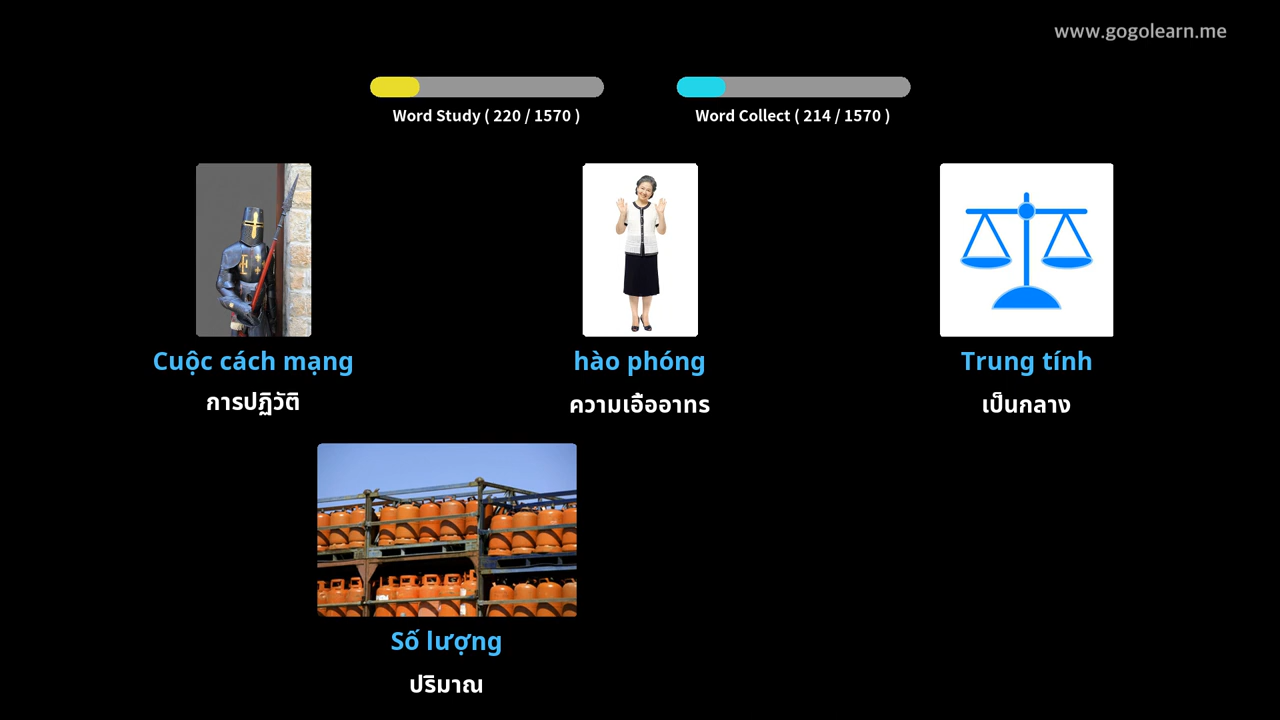 www.gogolearn.me
Word Study ( 220 / 1570 )
Word Collect ( 214 / 1570 )
Cuộc cách mạng
hào phóng
Trung tính
การปฏิวัติ
ความเอื้ออาทร
เป็นกลาง
Số lượng
ปริมาณ